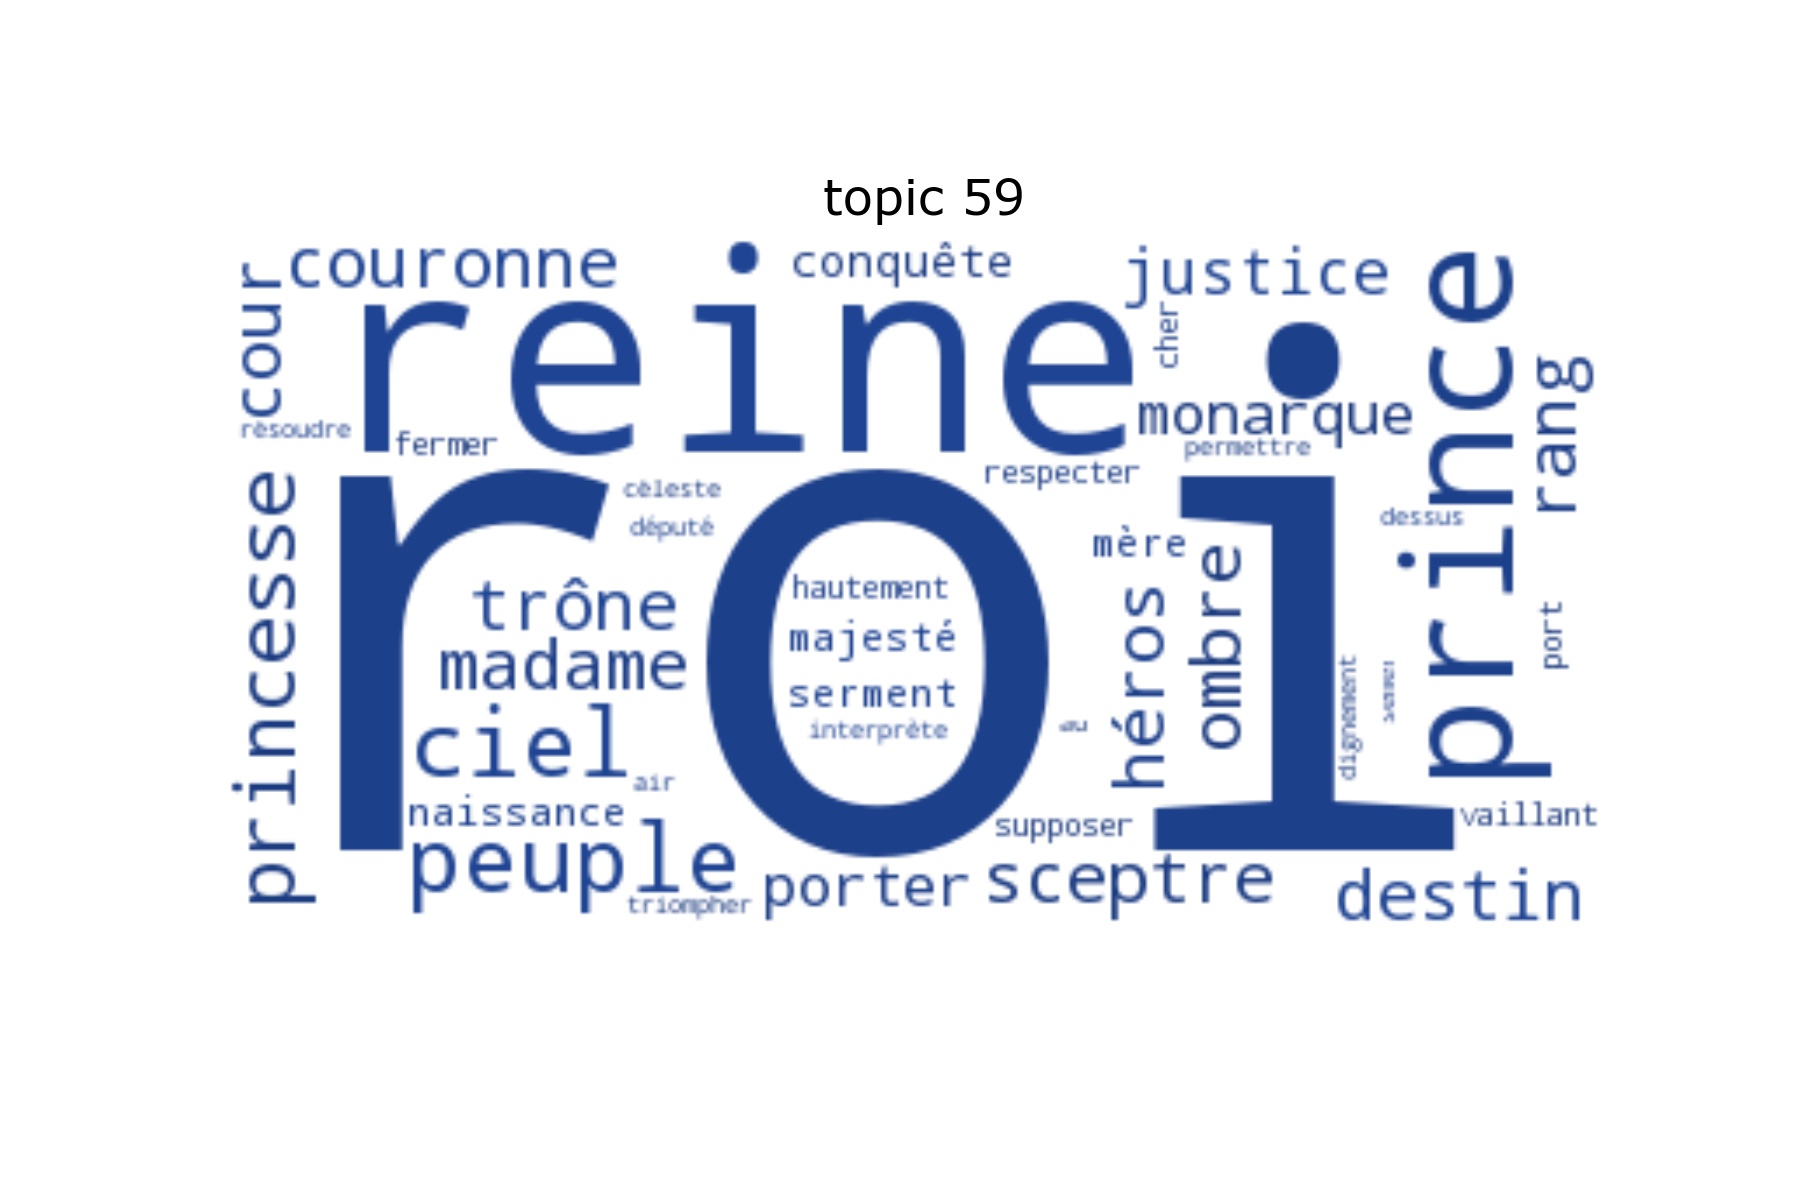 topic 59
couronne
conquête
justice
reine
cour
cher
prince
rang
monarque
résoudre
fermer
permettre
respecter
princesse
roi
céleste
député
dessus
mère
ombre
trône
hautement
héros
majesté
madame
serment
interprète
port
ciel
au
dignement
air
naissance
supposer
vaillant
peuple
porter
sceptre
destin
triompher